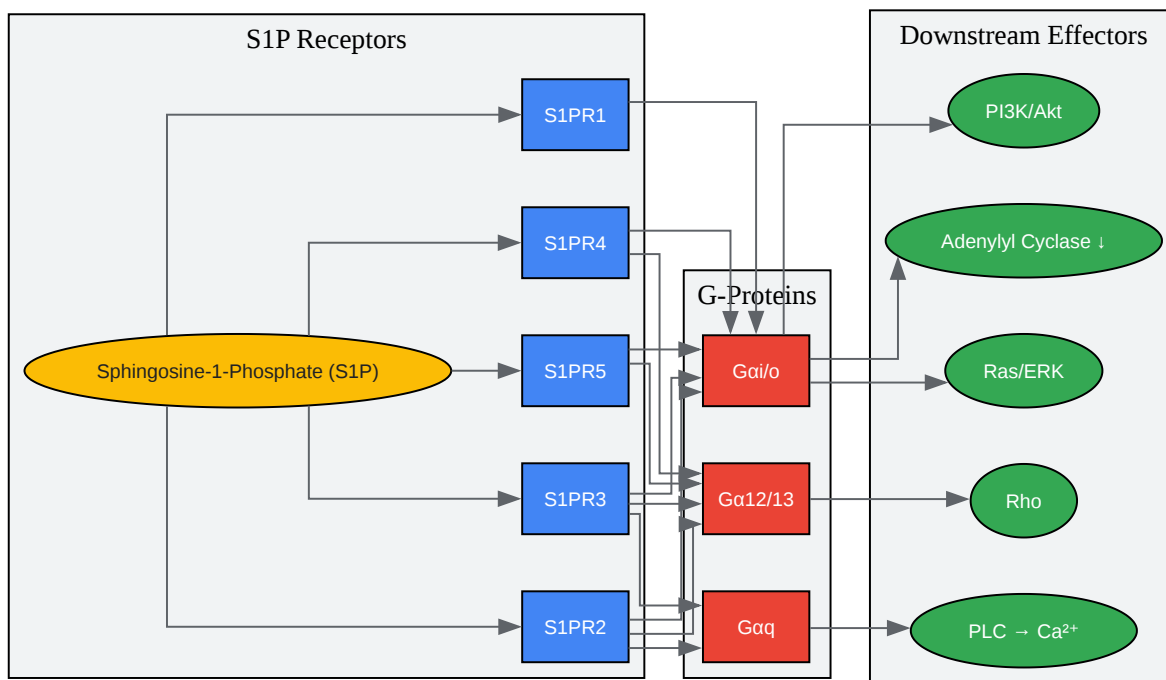 S1P Receptors
Sphingosine-1-Phosphate (S1P)
S1PR1
S1PR4
S1PR5
S1PR3
S1PR2
G-Proteins
Gαi/o
Gα12/13
Gαq
Downstream Effectors
PI3K/Akt
Adenylyl Cyclase ↓
Ras/ERK
Rho
PLC → Ca²⁺